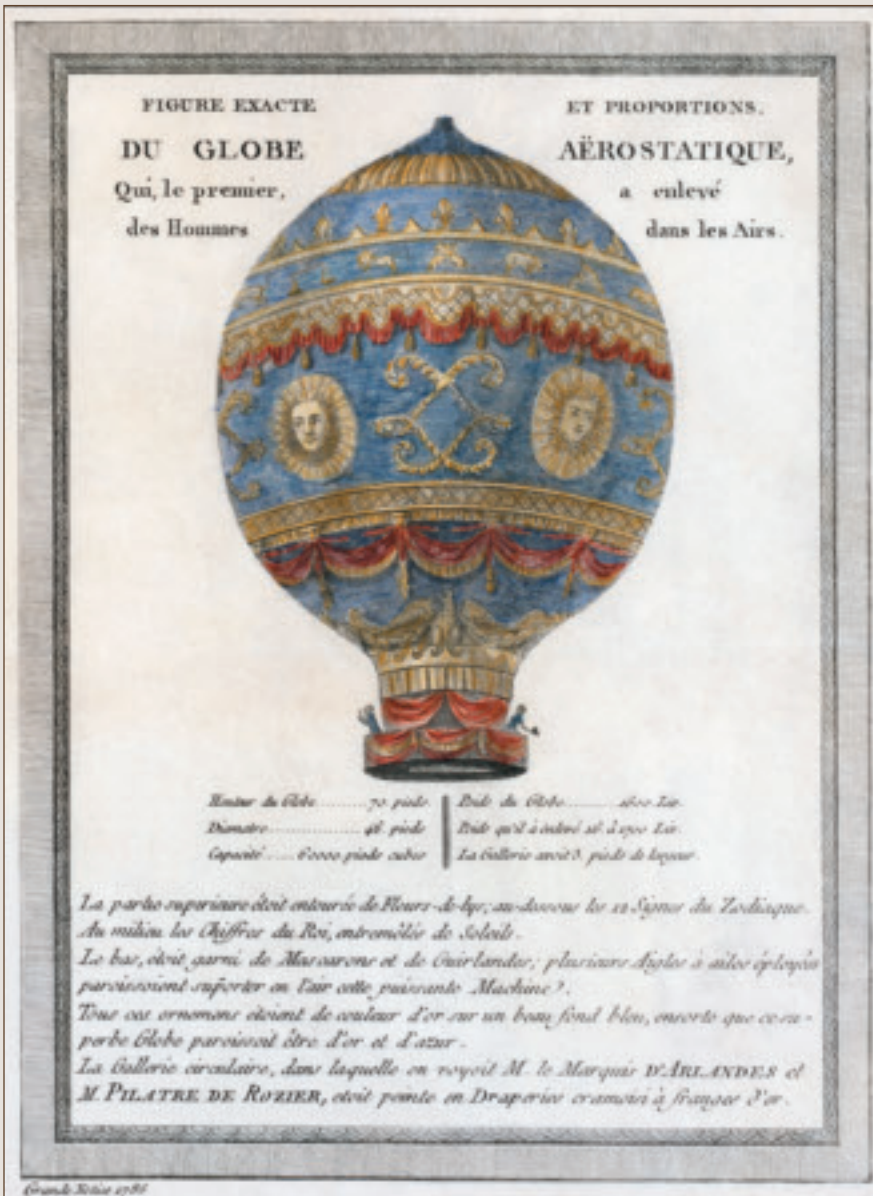 FIGURE EXACTE ET PROPORTIONS.
DU GLOBE AËROSTATIQUE,
Qui, le premier, a enlevé
des Hommes dans les Airs.
Hauteur du Globe 70 pieds
Diametre 46 pieds
Capacité 60000 pieds cubes
Poids du Globe 1600 Liv.
Poids qu'il à enlevé 16 à 1700 Liv.
La Gallerie avoit 3. pieds de largeur.
La partie superieure étoit entourée de Fleurs-de-lys; au-dessous les 12 Signes du Zodiaque.
Au milieu les Chiffres du Roi, entremêlés de Soleils.
Le bas, étoit garni de Mascarons et de Guirlandes; plusieurs Aigles à ailes éployées
paroissoient suporter en l'air cette puissante Machine.
Tous ces ornemens étoient de couleur d'or sur un beau fond bleu, ensorte que ce su-
perbe Globe paroissoit être d'or et d'azur.
La Gallerie circulaire, dans laquelle on voyoit M. le Marquis D'ARLANDES et
M. PILATRE DE ROZIER, etoit peinte en Draperies cramoisi à franges d'or.
1786